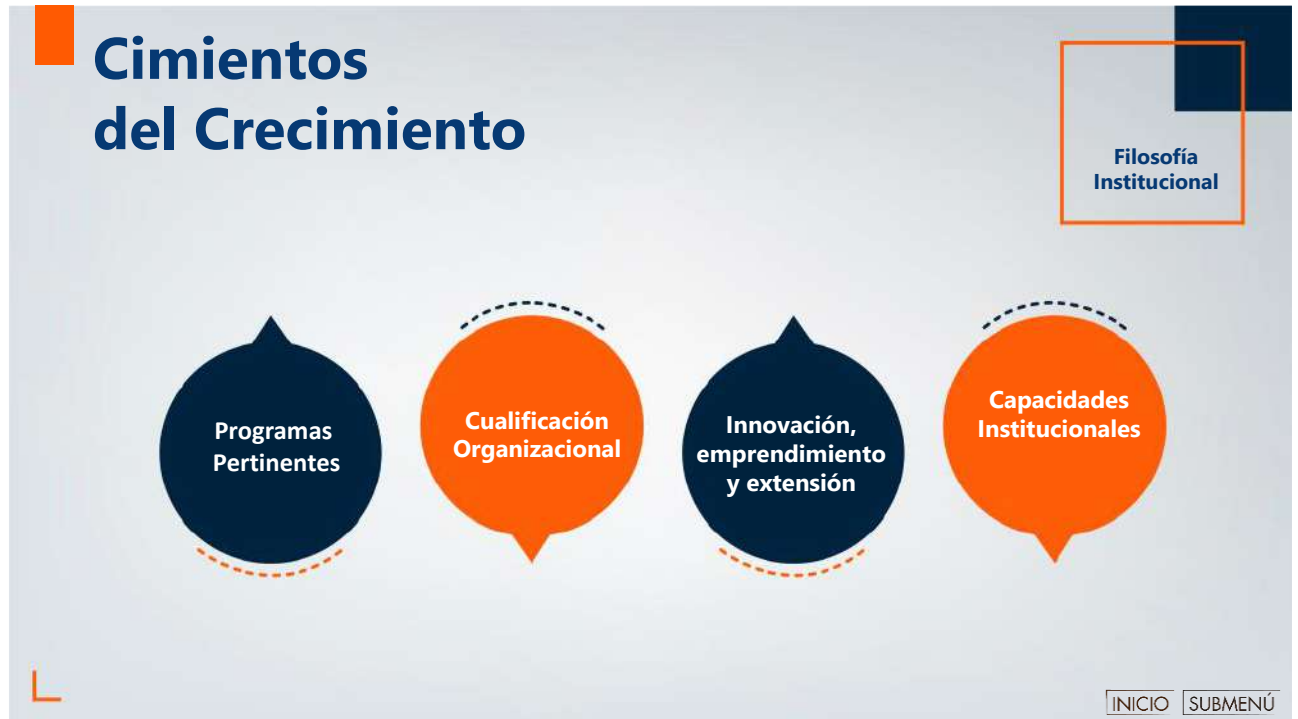 Cimientos
del Crecimiento
Filosofía
Institucional
Programas
Pertinentes
Cualificación
Organizacional
Innovación,
emprendimiento
y extensión
Capacidades
Institucionales
INICIO
SUBMENÚ